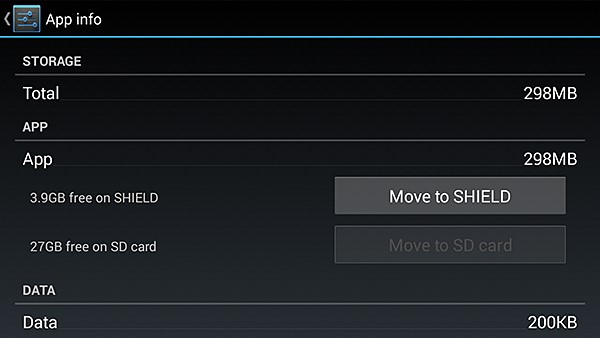 App info
STORAGE
Total 298MB
APP
App 298MB
3.9GB free on SHIELD Move to SHIELD
27GB free on SD card Move to SD card
DATA
Data 200KB